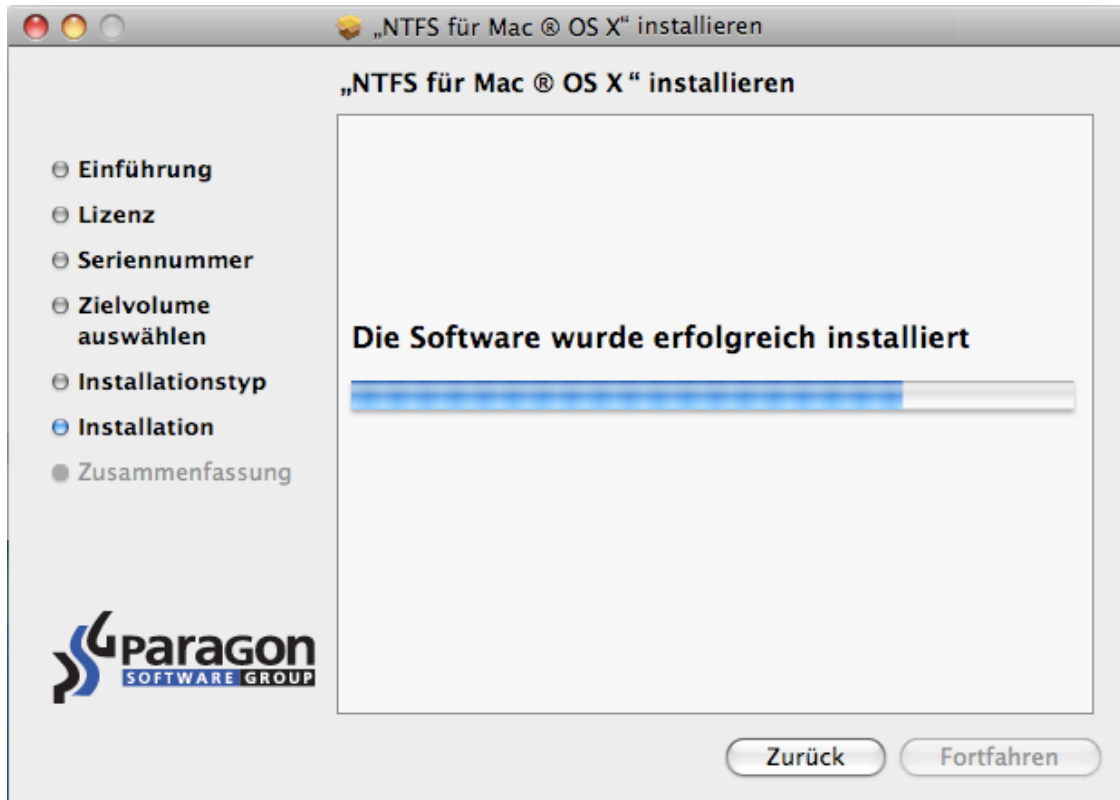 „NTFS für Mac ® OS X“ installieren
„NTFS für Mac ® OS X“ installieren
Einführung
Lizenz
Seriennummer
Zielvolume
auswählen
Installationstyp
Installation
Zusammenfassung
Die Software wurde erfolgreich installiert
Paragon
SOFTWARE GROUP
Zurück
Fortfahren